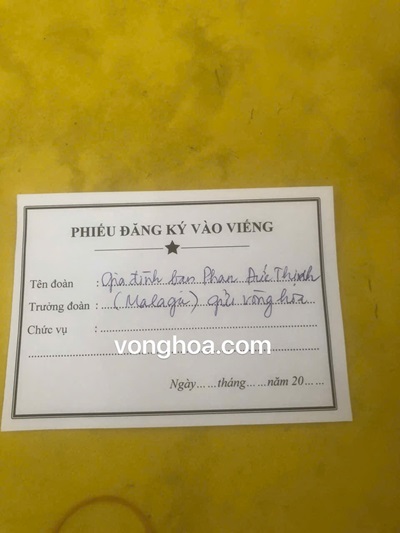 PHIẾU ĐĂNG KÝ VÀO VIẾNG
Tên đoàn : Gia đình bạn Phan Đức Thịnh
Trưởng đoàn : (Malaga) gửi vòng hoa
Chức vụ :
vonghoa.com
Ngày......tháng......năm 20......